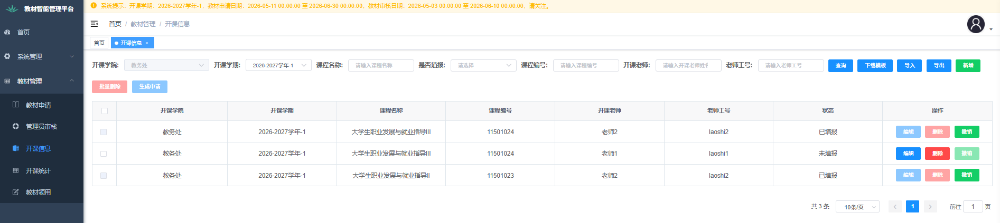 教材智能管理平台
系统提示：开课学期：2026-2027学年-1，教材申请日期：2026-05-11 00:00:00 至 2026-06-30 00:00:00，教材审核日期：2026-05-03 00:00:00 至 2026-06-10 00:00:00，请关注。
首页 / 教材管理 / 开课信息
首页
系统管理
教材管理
教材申请
管理员审核
开课信息
开课统计
教材领用
首页 开课信息 ×
开课学院: 教务处 开课学期: 2026-2027学年-1 课程名称: 请输入课程名称 是否填报: 请选择 课程编号: 请输入课程编号 开课老师: 请输入开课老师姓名 老师工号: 请输入老师工号 查询 下载模板 导入 导出 新增
批量删除 生成申请
开课学院 开课学期 课程名称 课程编号 开课老师 老师工号 状态 操作
教务处 2026-2027学年-1 大学生职业发展与就业指导III 11501024 老师2 laoshi2 已填报 编辑 删除 撤销
教务处 2026-2027学年-1 大学生职业发展与就业指导III 11501024 老师1 laoshi1 未填报 编辑 删除 撤销
教务处 2026-2027学年-1 大学生职业发展与就业指导II 11501023 老师2 laoshi2 已填报 编辑 删除 撤销
共 3 条 10条/页 1 前往 1 页